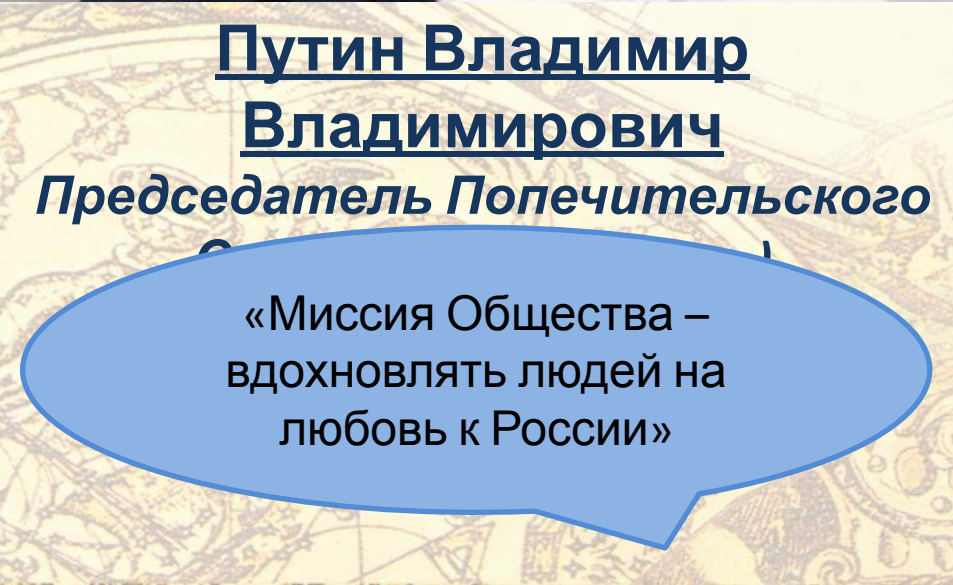 Путин Владимир
Владимирович
Председатель Попечительского
«Миссия Общества –
вдохновлять людей на
любовь к России»